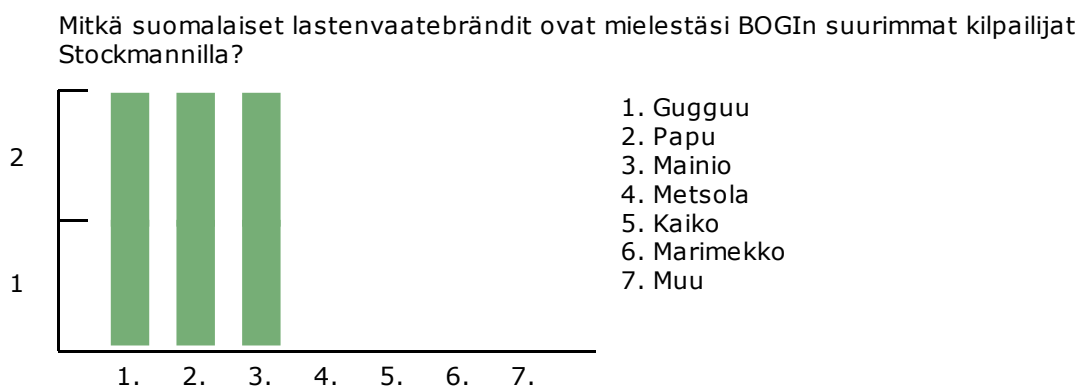 Mitkä suomalaiset lastenvaatebrändit ovat mielestäsi BOGIn suurimmat kilpailijat
Stockmannilla?
1. Gugguu
2. Papu
3. Mainio
4. Metsola
5. Kaiko
6. Marimekko
7. Muu
2
1
1. 2. 3. 4. 5. 6. 7.